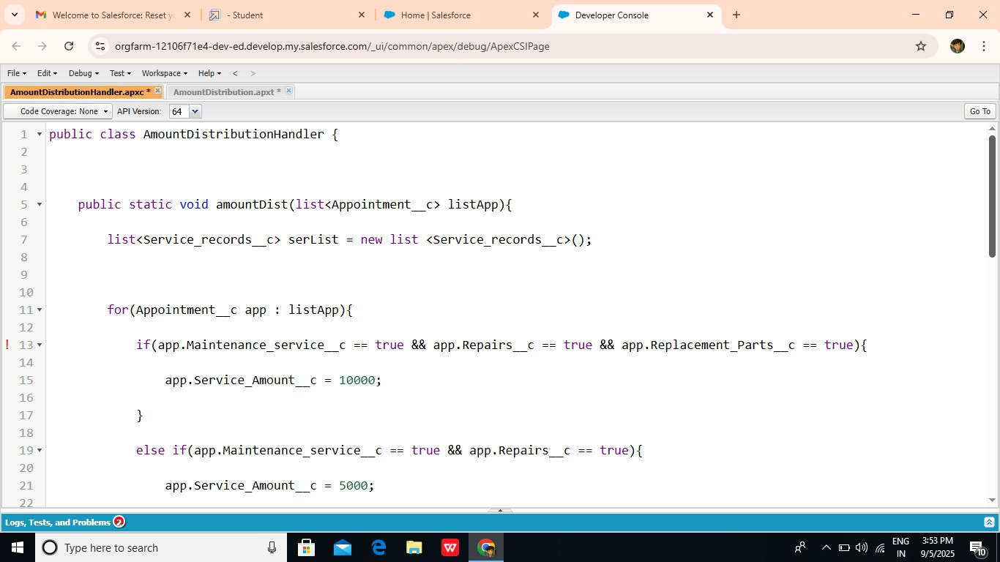 Welcome to Salesforce: Reset y
- Student
Home | Salesforce
Developer Console
orgfarm-12106f71e4-dev-ed.develop.my.salesforce.com/_ui/common/apex/debug/ApexCSIPage
File Edit Debug Test Workspace Help < >
AmountDistributionHandler.apxc * AmountDistribution.apxt *
Code Coverage: None API Version: 64 Go To
1 public class AmountDistributionHandler {
2
3
4
5 public static void amountDist(list<Appointment__c> listApp){
6
7 list<Service_records__c> serList = new list <Service_records__c>();
8
9
10
11 for(Appointment__c app : listApp){
12
! 13 if(app.Maintenance_service__c == true && app.Repairs__c == true && app.Replacement_Parts__c == true){
14
15 app.Service_Amount__c = 10000;
16
17 }
18
19 else if(app.Maintenance_service__c == true && app.Repairs__c == true){
20
21 app.Service_Amount__c = 5000;
22
Logs, Tests, and Problems 2
Type here to search
ENG
IN
3:53 PM
9/5/2025
10